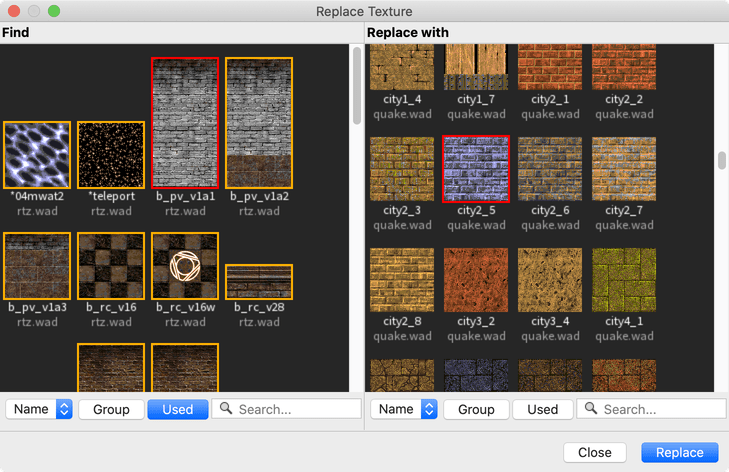 Replace Texture
Find
Replace with
*04mwat2 *teleport b_pv_v1a1 b_pv_v1a2
rtz.wad rtz.wad rtz.wad rtz.wad
b_pv_v1a3 b_rc_v16 b_rc_v16w b_rc_v28
rtz.wad rtz.wad rtz.wad rtz.wad
Name Group Used Search...
city1_4 city1_7 city2_1 city2_2
quake.wad quake.wad quake.wad quake.wad
city2_3 city2_5 city2_6 city2_7
quake.wad quake.wad quake.wad quake.wad
city2_8 city3_2 city3_4 city4_1
quake.wad quake.wad quake.wad quake.wad
Name Group Used Search...
Close Replace